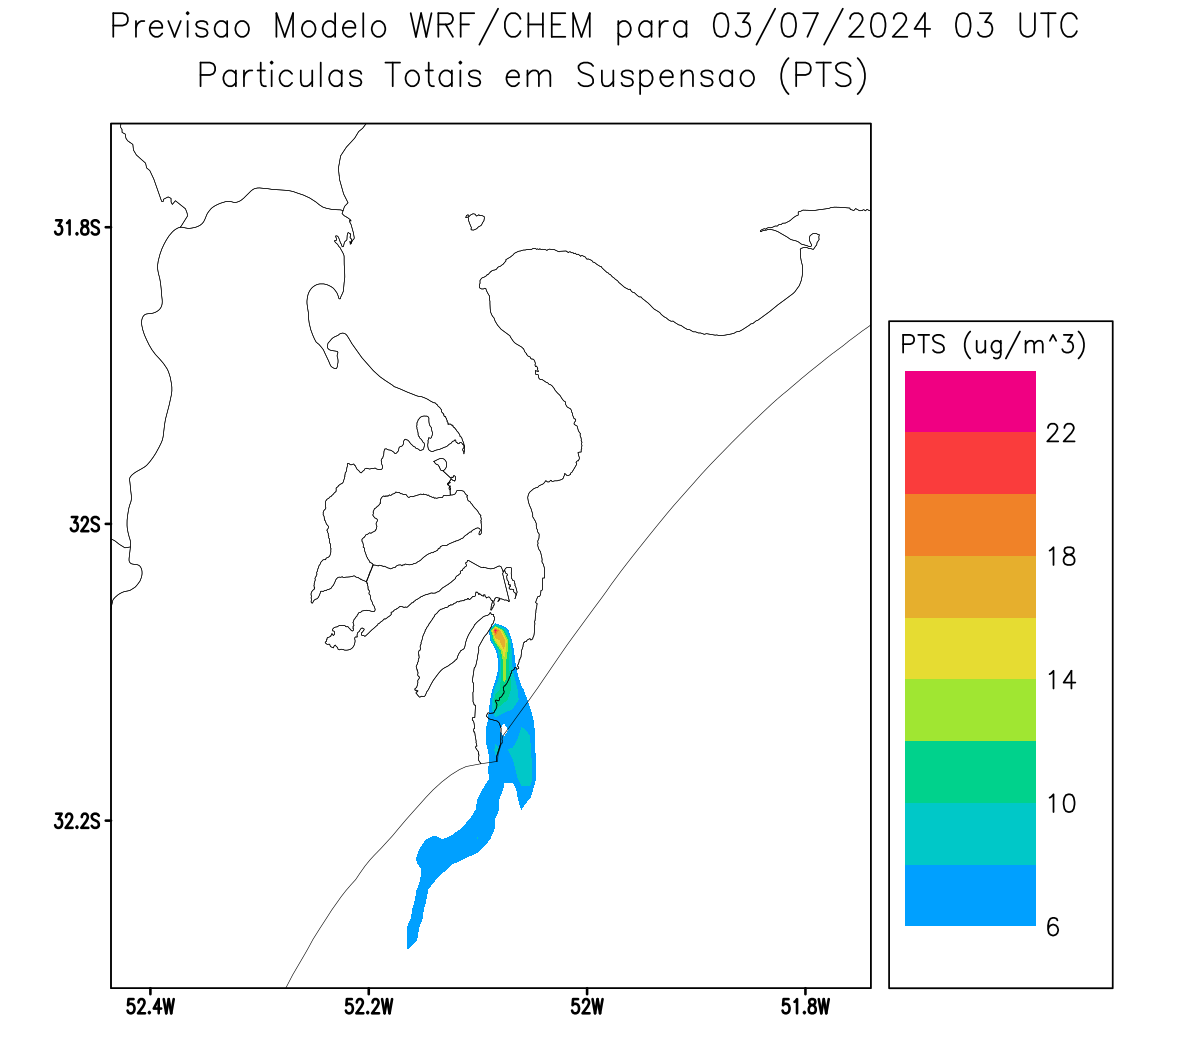 Previsao Modelo WRF/CHEM para 03/07/2024 03 UTC
Particulas Totais em Suspensao (PTS)
31.8S
32S
32.2S
52.4W
52.2W
52W
51.8W
PTS (ug/m^3)
22
18
14
10
6